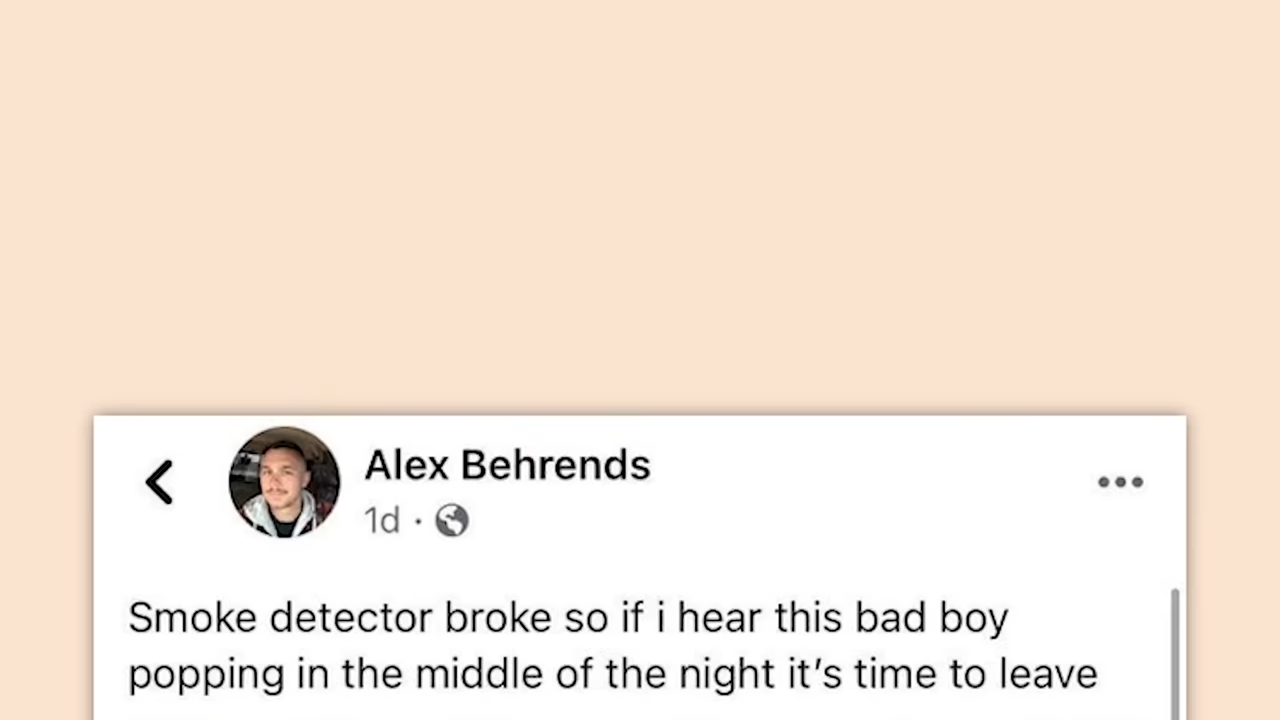 Alex Behrends
1d ·
Smoke detector broke so if i hear this bad boy
popping in the middle of the night it’s time to leave